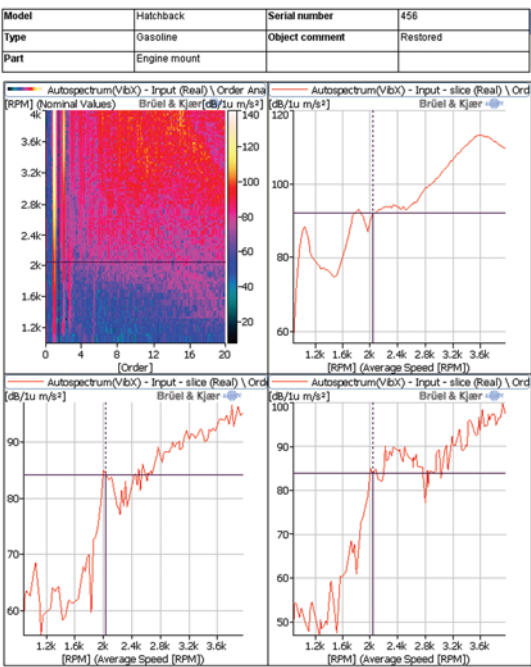 Model Hatchback Serial number 456
Type Gasoline Object comment Restored
Part Engine mount
Autospectrum(VibX) - Input (Real) \ Order Ana
[RPM] (Nominal Values) Brüel & Kjær [dB/1u m/s²]
4k
3.6k
3.2k
2.8k
2.4k
2k
1.6k
1.2k
0 4 8 12 16 20
[Order]
140
120
100
80
60
40
20
Autospectrum(VibX) - Input - slice (Real) \ Ord
[dB/1u m/s²] Brüel & Kjær
120
100
80
60
1.2k 1.6k 2k 2.4k 2.8k 3.2k 3.6k
[RPM] (Average Speed [RPM])
Autospectrum(VibX) - Input - slice (Real) \ Ord
[dB/1u m/s²] Brüel & Kjær
90
80
70
60
1.2k 1.6k 2k 2.4k 2.8k 3.2k 3.6k
[RPM] (Average Speed [RPM])
Autospectrum(VibX) - Input - slice (Real) \ Ord
[dB/1u m/s²] Brüel & Kjær
100
90
80
70
60
50
1.2k 1.6k 2k 2.4k 2.8k 3.2k 3.6k
[RPM] (Average Speed [RPM])